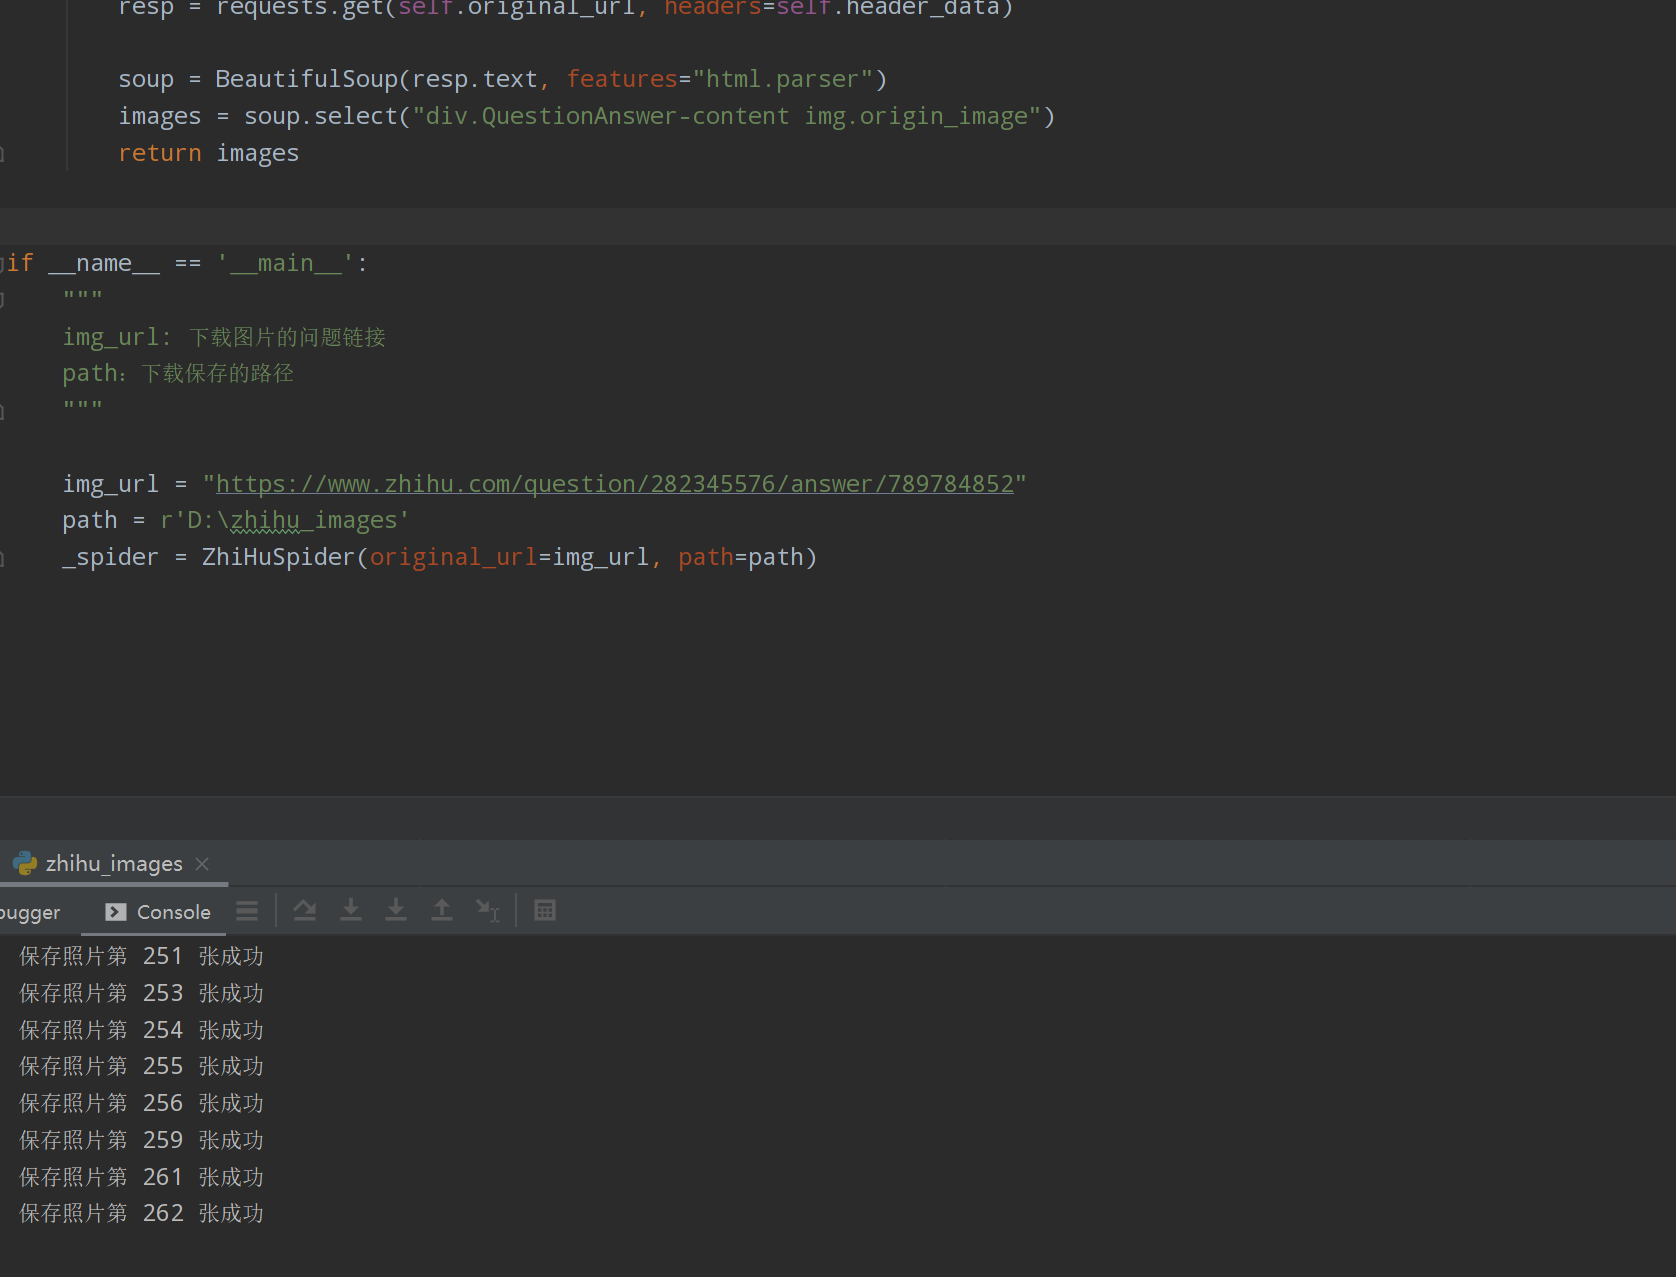 resp = requests.get(self.original_url, headers=self.header_data)
soup = BeautifulSoup(resp.text, features="html.parser")
images = soup.select("div.QuestionAnswer-content img.origin_image")
return images
if __name__ == '__main__':
"""
img_url: 下载图片的问题链接
path：下载保存的路径
"""
img_url = "https://www.zhihu.com/question/282345576/answer/789784852"
path = r'D:\zhihu_images'
_spider = ZhiHuSpider(original_url=img_url, path=path)
zhihu_images
bugger Console
保存照片第 251 张成功
保存照片第 253 张成功
保存照片第 254 张成功
保存照片第 255 张成功
保存照片第 256 张成功
保存照片第 259 张成功
保存照片第 261 张成功
保存照片第 262 张成功